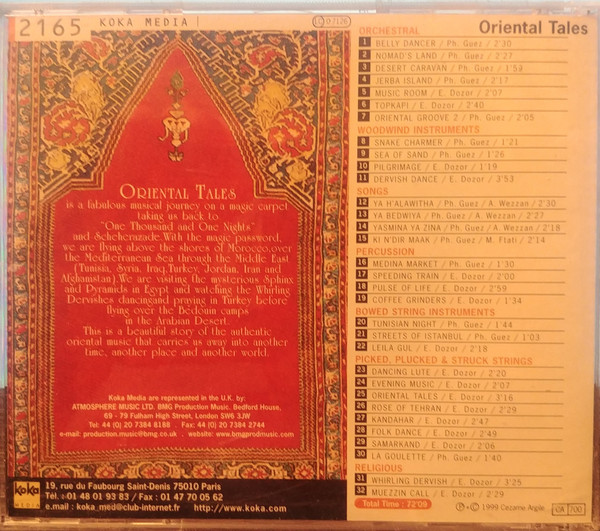 2165 KOKA MEDIA
Oriental Tales
ORIENTAL TALES
is a fabulous musical journey on a magic carpet
taking us back to
"One Thousand and One Nights"
and Scheherazade.With the magic password,
we are flying above the shores of Morocco,over
the Mediterranean Sea through the Middle East
(Tunisia, Syria, Iraq,Turkey, Jordan, Iran and
Afghanistan).We are visiting the mysterious Sphinx
and Pyramids in Egypt and watching the Whirling
Dervishes dancingand praying in Turkey before
flying over the Bedouin camps
in the Arabian Desert.
This is a beautiful story of the authentic
oriental music that carries us away into another
time, another place and another world.
Koka Media are represented in the U.K. by:
ATMOSPHERE MUSIC LTD. BMG Production Music. Bedford House,
69 - 79 Fulham High Street, London SW6 3JW
Tel: 44 (0) 20 7384 8188 . Fax: 44 (0) 20 7384 2744
e-mail: production.music@bmg.co.uk . website: www.bmgprodmusic.com
koka
MEDIA
19, rue du Faubourg Saint-Denis 75010 Paris
Tél. : 01 48 01 93 83 / Fax : 01 47 70 05 62
e.mail : koka_med@club-internet.fr http://www.koka.com
ORCHESTRAL
1 BELLY DANCER / Ph. Guez / 2'30
2 NOMAD'S LAND / Ph. Guez / 2'27
3 DESERT CARAVAN / Ph. Guez / 1'59
4 JERBA ISLAND / Ph. Guez / 2'17
5 MUSIC ROOM / E. Dozor / 2'07
6 TOPKAPI / E. Dozor / 2'40
7 ORIENTAL GROOVE 2 / Ph. Guez / 2'05
WOODWIND INSTRUMENTS
8 SNAKE CHARMER / Ph. Guez / 1'21
9 SEA OF SAND / Ph. Guez / 1'26
10 PILGRIMAGE / E. Dozor / 1'19
11 DERVISH DANCE / E. Dozor / 3'53
SONGS
12 YA H'ALAWITHA / Ph. Guez / A. Wezzan / 2'30
13 YA BEDWIYA / Ph. Guez / A. Wezzan / 2'27
14 YASMINA YA ZINA / Ph. Guez / A. Wezzan / 2'28
15 KI N'DIR MAAK / Ph. Guez / M. Ftati / 2'14
PERCUSSION
16 MEDINA MARKET / Ph. Guez / 1'30
17 SPEEDING TRAIN / E. Dozor / 2'00
18 PULSE OF LIFE / E. Dozor / 2'59
19 COFFEE GRINDERS / E. Dozor / 1'34
BOWED STRING INSTRUMENTS
20 TUNISIAN NIGHT / Ph. Guez / 1'44
21 STREETS OF ISTANBUL / Ph. Guez / 1'03
22 LEILA GUL / E. Dozor / 2'18
PICKED, PLUCKED & STRUCK STRINGS
23 DANCING LUTE / E. Dozor / 2'20
24 EVENING MUSIC / E. Dozor / 2'07
25 ORIENTAL TALES / E. Dozor / 3'16
26 ROSE OF TEHRAN / E. Dozor / 2'29
27 KANDAHAR / E. Dozor / 2'47
28 FOLK DANCE / E. Dozor / 2'49
29 SAMARKAND / E. Dozor / 2'06
30 LA GOULETTE / Ph. Guez / 1'40
RELIGIOUS
31 WHIRLING DERVISH / E. Dozor / 3'25
32 MUEZZIN CALL / E. Dozor / 2'29
Total Time : 72'09
℗ • © 1999 Cezame Argile
CA 700